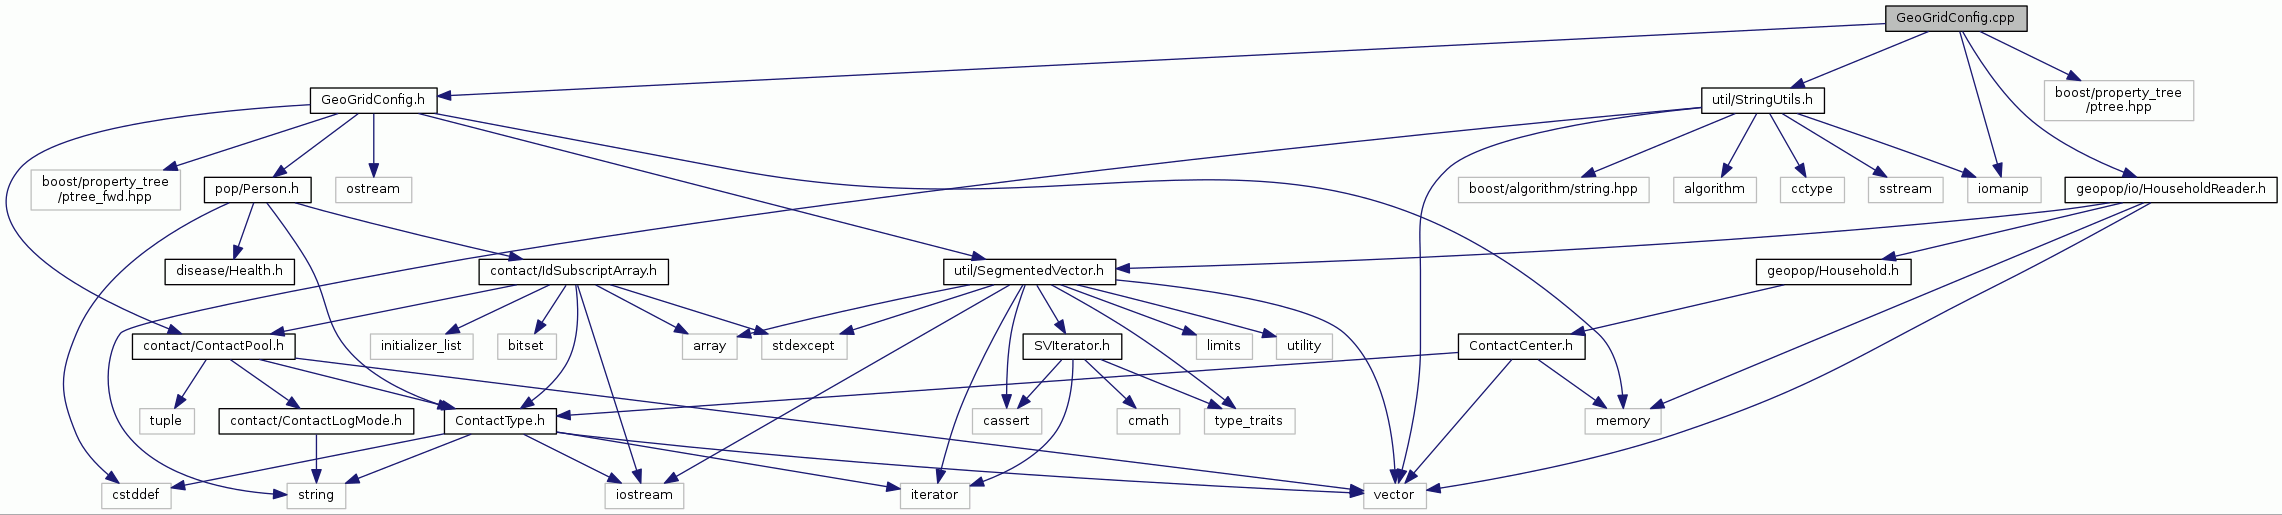 GeoGridConfig.cpp
GeoGridConfig.h
util/StringUtils.h
boost/property_tree
/ptree.hpp
boost/property_tree
/ptree_fwd.hpp
pop/Person.h
ostream
boost/algorithm/string.hpp
algorithm
cctype
sstream
iomanip
geopop/io/HouseholdReader.h
disease/Health.h
contact/IdSubscriptArray.h
util/SegmentedVector.h
geopop/Household.h
contact/ContactPool.h
initializer_list
bitset
array
stdexcept
SVIterator.h
limits
utility
ContactCenter.h
tuple
contact/ContactLogMode.h
ContactType.h
cassert
cmath
type_traits
memory
cstddef
string
iostream
iterator
vector